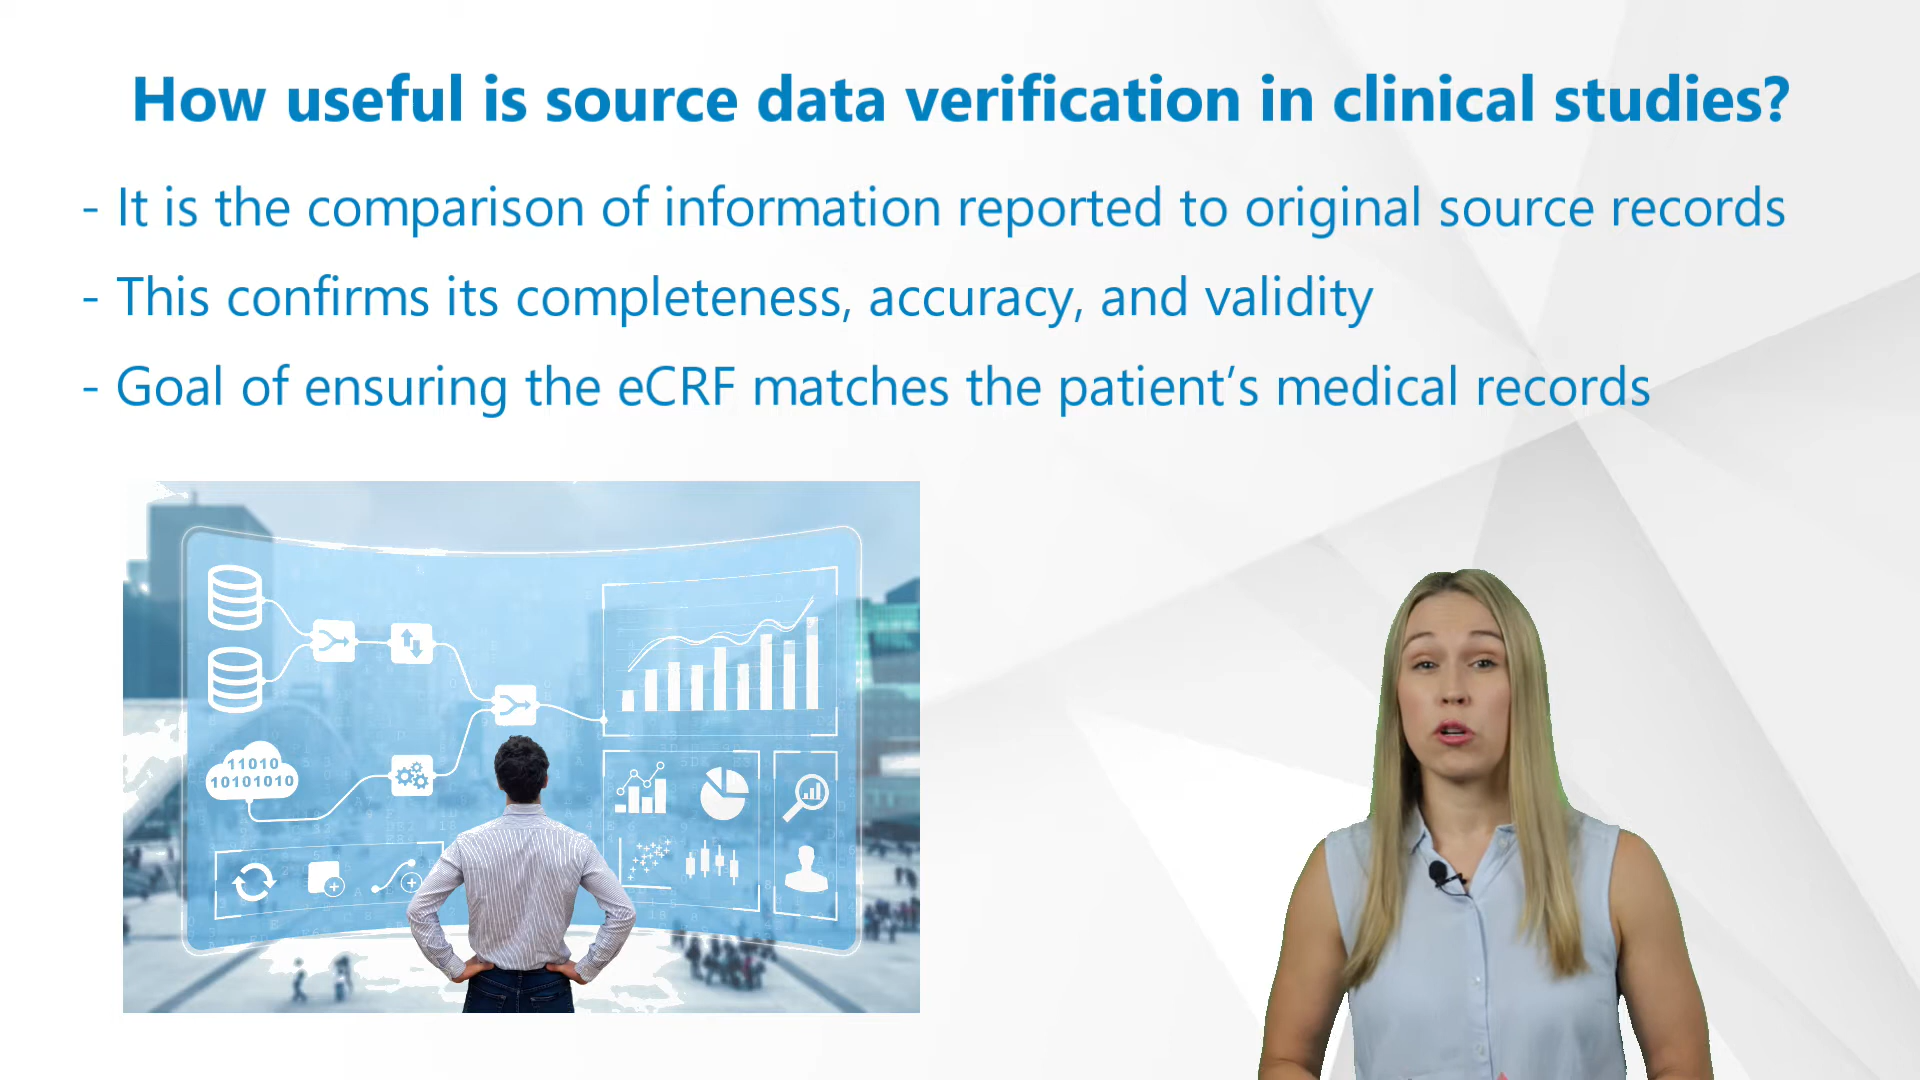 How useful is source data verification in clinical studies?
- It is the comparison of information reported to original source records
- This confirms its completeness, accuracy, and validity
- Goal of ensuring the eCRF matches the patient’s medical records
11010
10101010